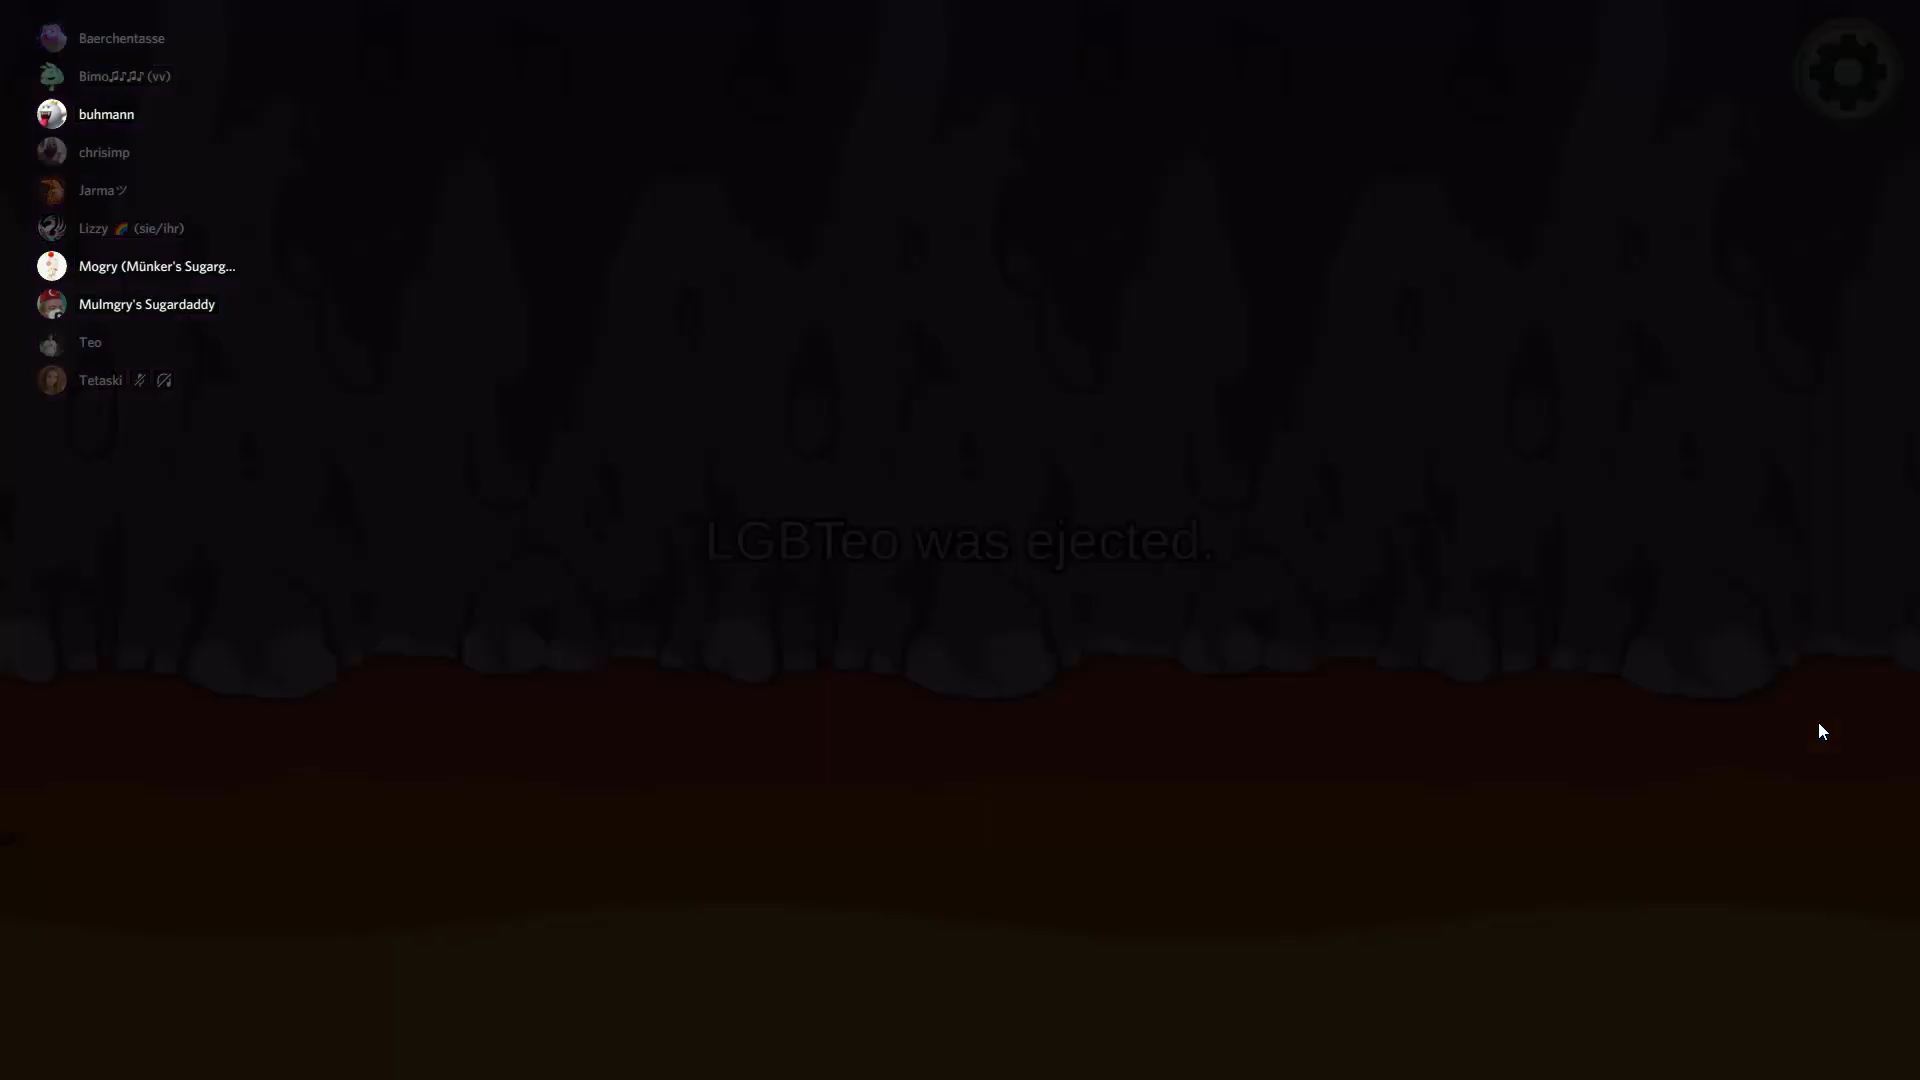 Baerchentasse
Bimo♫♪♫♪ (vv)
buhmann
chrisimp
Jarmaツ
Lizzy 🌈 (sie/ihr)
Mogry (Münker's Sugarg...
Mulmgry's Sugardaddy
Teo
Tetaski
LGBTeo was ejected.